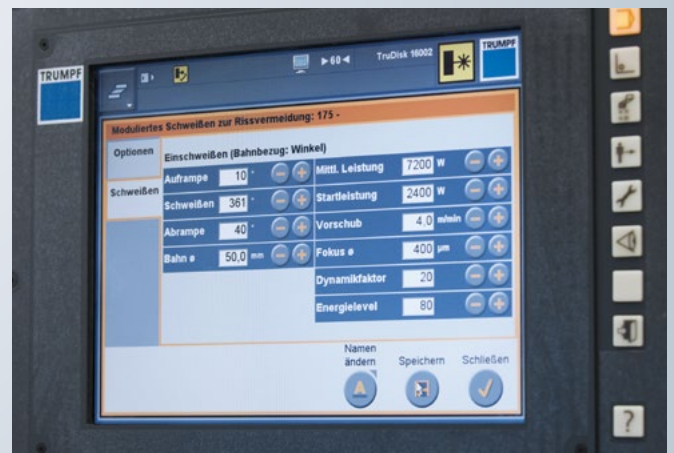 TRUMPF
▶60◀
TruDisk 16002
TRUMPF
Moduliertes Schweißen zur Rissvermeidung: 175 -
Optionen
Schweißen
Einschweißen (Bahnbezug: Winkel)
Auframpe 10 °
Schweißen 361 °
Abrampe 40 °
Bahn ø 50,0 mm
Mittl. Leistung 7200 W
Startleistung 2400 W
Vorschub 4,0 m/min
Fokus ø 400 µm
Dynamikfaktor 20
Energielevel 80
Namen
ändern
Speichern
Schließen
A
?